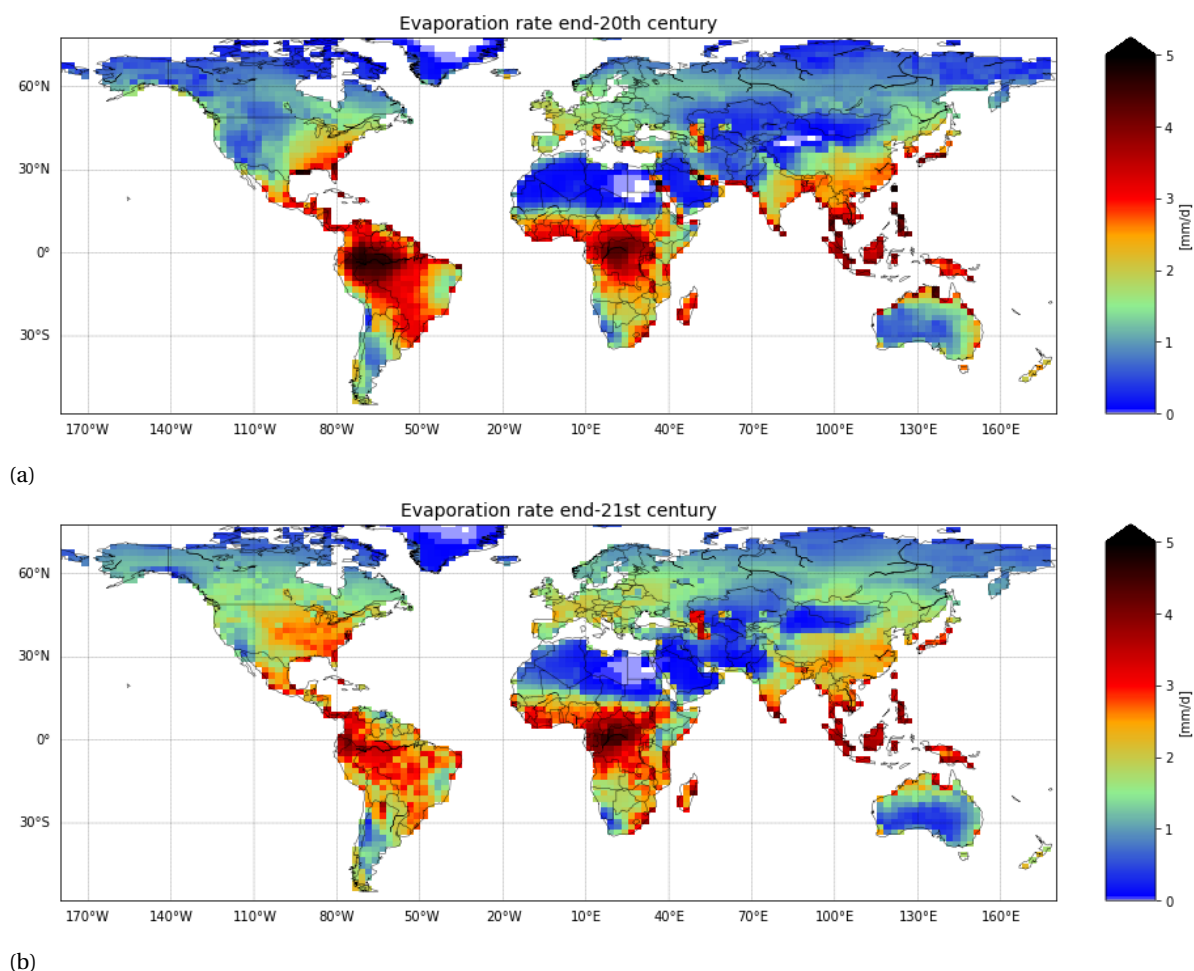 Evaporation rate end-20th century
60°N
30°N
0°
30°S
170°W 140°W 110°W 80°W 50°W 20°W 10°E 40°E 70°E 100°E 130°E 160°E
5
4
3
2
1
0
[mm/d]
(a)
Evaporation rate end-21st century
60°N
30°N
0°
30°S
170°W 140°W 110°W 80°W 50°W 20°W 10°E 40°E 70°E 100°E 130°E 160°E
5
4
3
2
1
0
[mm/d]
(b)